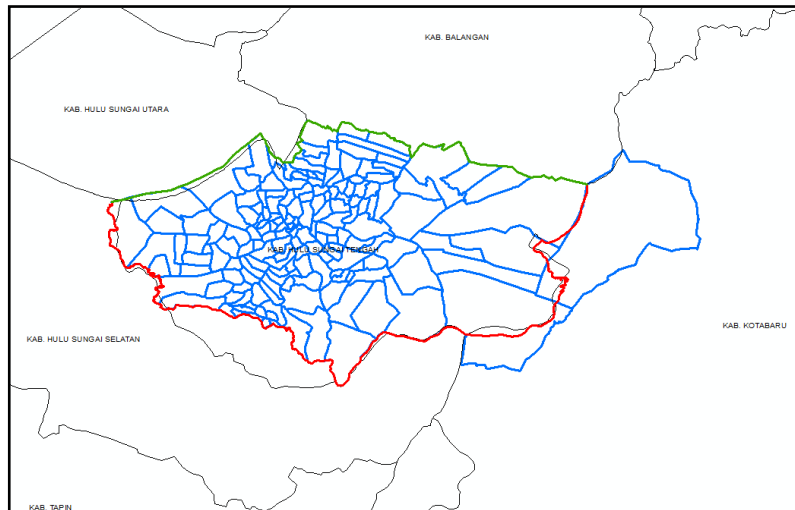 KAB. BALANGAN
KAB. HULU SUNGAI UTARA
KAB. HULU SUNGAI TENGAH
KAB. KOTABARU
KAB. HULU SUNGAI SELATAN
KAB. TAPIN